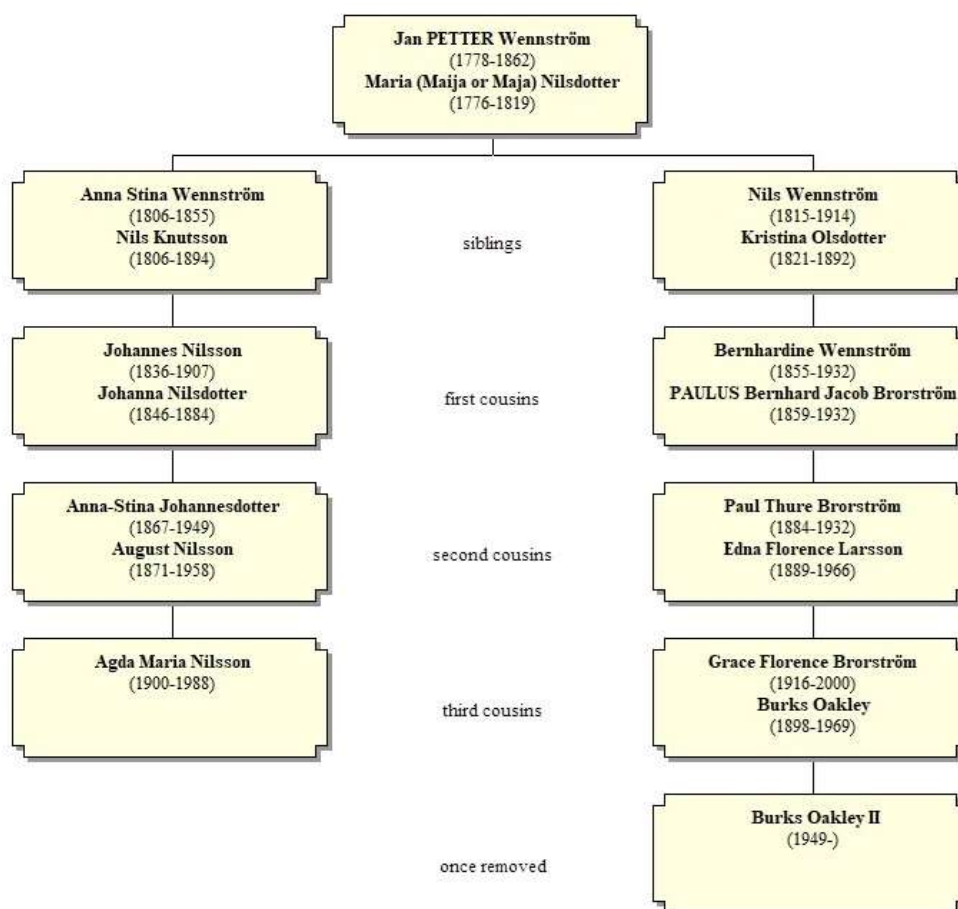 Jan PETTER Wennström
(1778-1862)
Maria (Maija or Maja) Nilsdotter
(1776-1819)
Anna Stina Wennström
(1806-1855)
Nils Knutsson
(1806-1894)
siblings
Nils Wennström
(1815-1914)
Kristina Olsdotter
(1821-1892)
Johannes Nilsson
(1836-1907)
Johanna Nilsdotter
(1846-1884)
first cousins
Bernhardine Wennström
(1855-1932)
PAULUS Bernhard Jacob Brorström
(1859-1932)
Anna-Stina Johannesdotter
(1867-1949)
August Nilsson
(1871-1958)
second cousins
Paul Thure Brorström
(1884-1932)
Edna Florence Larsson
(1889-1966)
Agda Maria Nilsson
(1900-1988)
third cousins
Grace Florence Brorström
(1916-2000)
Burks Oakley
(1898-1969)
once removed
Burks Oakley II
(1949-)